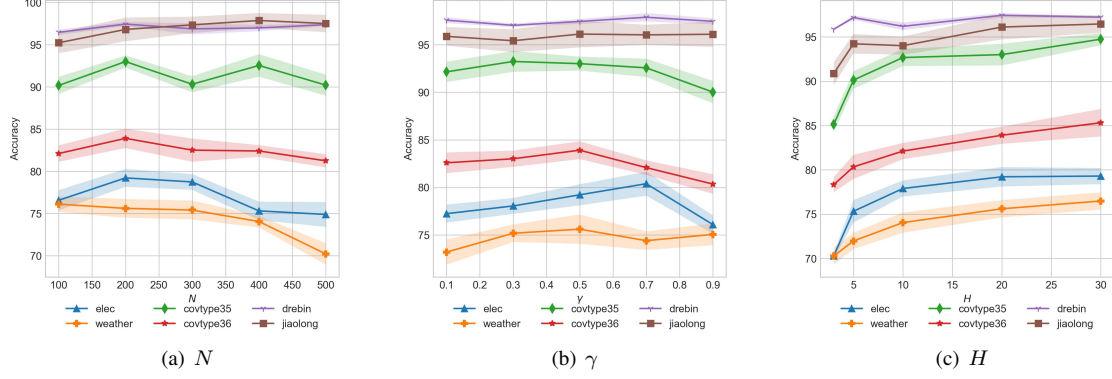 100
95
90
85
80
75
70
Accuracy
100 150 200 250 300 350 400 450 500
N
elec
covtype35
drebin
weather
covtype36
jiaolong
(a) N
95
90
85
80
75
Accuracy
0.1 0.2 0.3 0.4 0.5 0.6 0.7 0.8 0.9
γ
elec
covtype35
drebin
weather
covtype36
jiaolong
(b) γ
95
90
85
80
75
70
Accuracy
5 10 15 20 25 30
H
elec
covtype35
drebin
weather
covtype36
jiaolong
(c) H